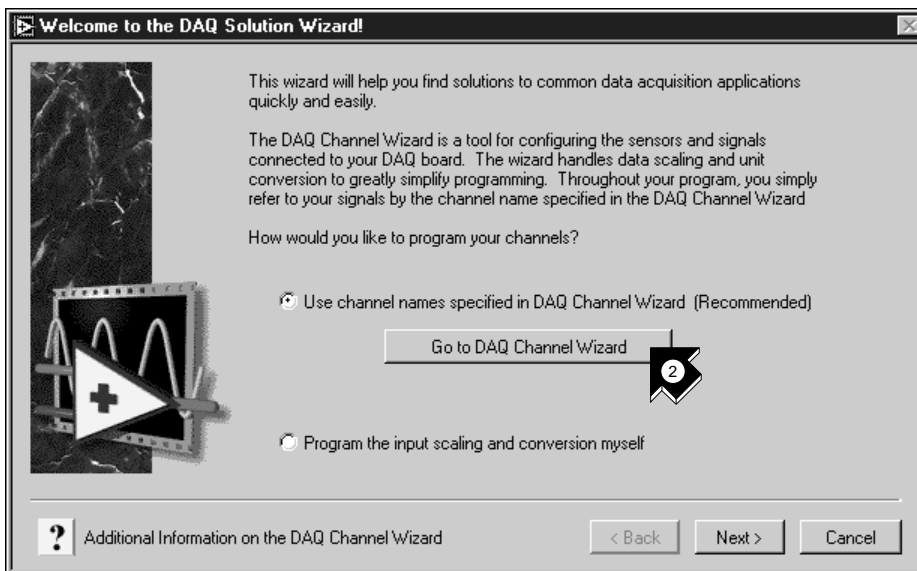 Welcome to the DAQ Solution Wizard!
This wizard will help you find solutions to common data acquisition applications
quickly and easily.
The DAQ Channel Wizard is a tool for configuring the sensors and signals
connected to your DAQ board.  The wizard handles data scaling and unit
conversion to greatly simplify programming.  Throughout your program, you simply
refer to your signals by the channel name specified in the DAQ Channel Wizard
How would you like to program your channels?
Use channel names specified in DAQ Channel Wizard  (Recommended)
Go to DAQ Channel Wizard
2
Program the input scaling and conversion myself
? Additional Information on the DAQ Channel Wizard
< Back Next > Cancel